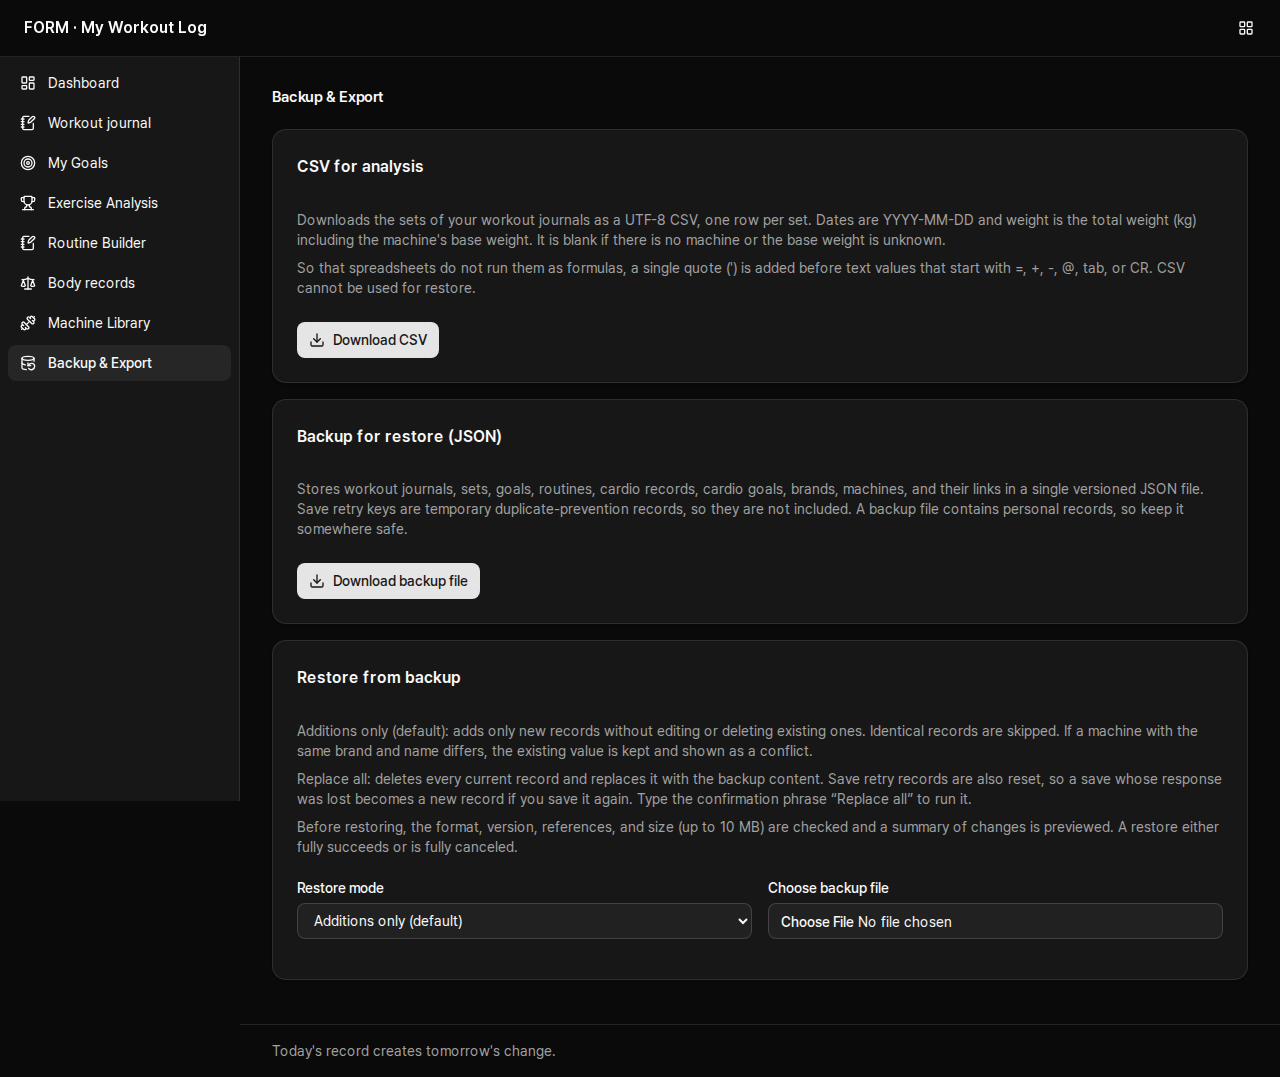 FORM · My Workout Log
Dashboard
Workout journal
My Goals
Exercise Analysis
Routine Builder
Body records
Machine Library
Backup & Export
Backup & Export
CSV for analysis
Downloads the sets of your workout journals as a UTF-8 CSV, one row per set. Dates are YYYY-MM-DD and weight is the total weight (kg)
including the machine's base weight. It is blank if there is no machine or the base weight is unknown.
So that spreadsheets do not run them as formulas, a single quote (') is added before text values that start with =, +, -, @, tab, or CR. CSV
cannot be used for restore.
Download CSV
Backup for restore (JSON)
Stores workout journals, sets, goals, routines, cardio records, cardio goals, brands, machines, and their links in a single versioned JSON file.
Save retry keys are temporary duplicate-prevention records, so they are not included. A backup file contains personal records, so keep it
somewhere safe.
Download backup file
Restore from backup
Additions only (default): adds only new records without editing or deleting existing ones. Identical records are skipped. If a machine with the
same brand and name differs, the existing value is kept and shown as a conflict.
Replace all: deletes every current record and replaces it with the backup content. Save retry records are also reset, so a save whose response
was lost becomes a new record if you save it again. Type the confirmation phrase “Replace all” to run it.
Before restoring, the format, version, references, and size (up to 10 MB) are checked and a summary of changes is previewed. A restore either
fully succeeds or is fully canceled.
Restore mode
Additions only (default)
Choose backup file
Choose File No file chosen
Today's record creates tomorrow's change.